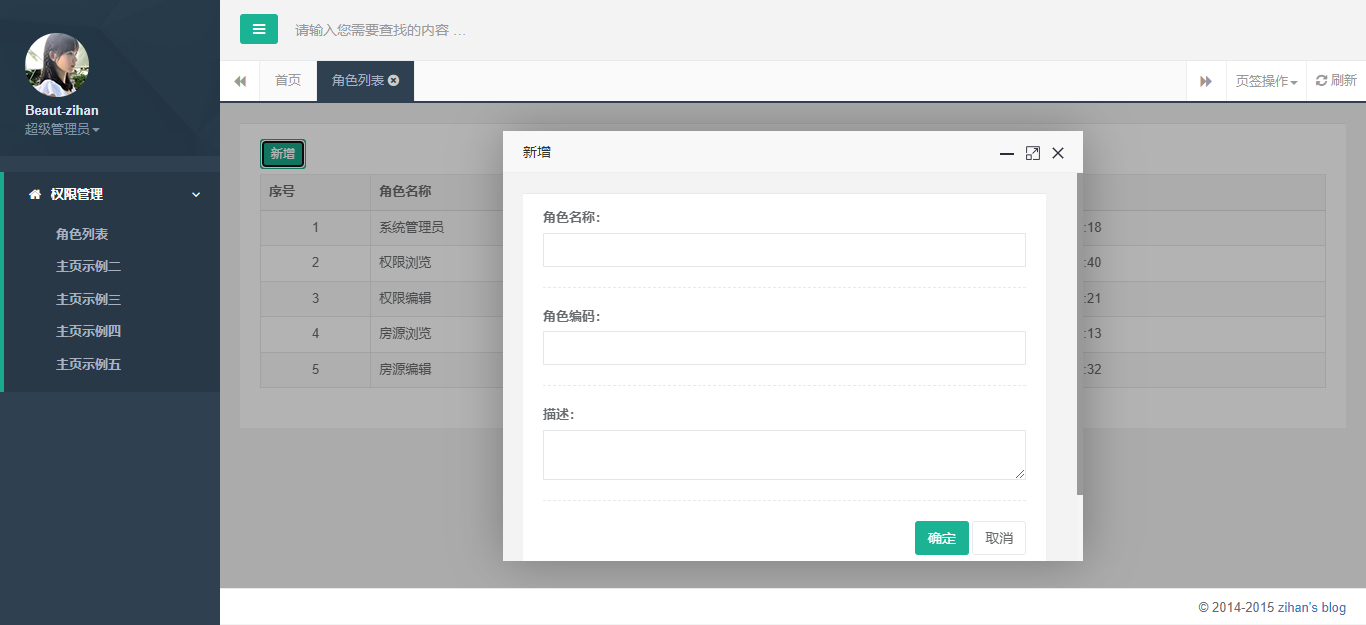 请输入您需要查找的内容 …
Beaut-zihan
超级管理员
首页
角色列表
页签操作
刷新
权限管理
角色列表
主页示例二
主页示例三
主页示例四
主页示例五
新增
序号 角色名称
1 系统管理员 :18
2 权限浏览 :40
3 权限编辑 :21
4 房源浏览 :13
5 房源编辑 :32
新增
角色名称：
角色编码：
描述：
确定 取消
© 2014-2015 zihan's blog